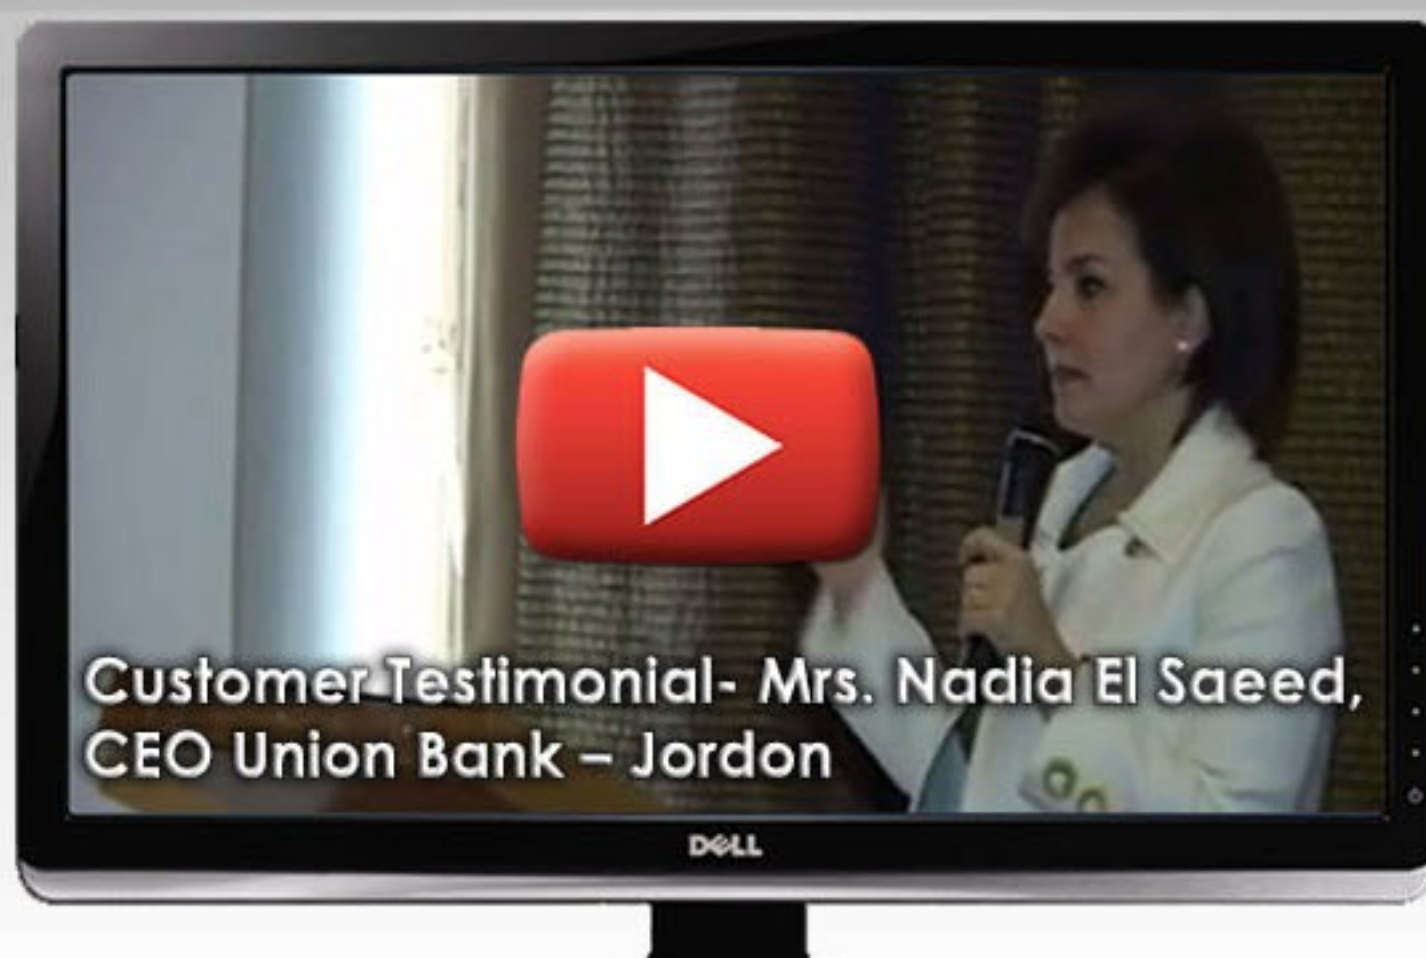 Customer Testimonial- Mrs. Nadia El Saeed,
CEO Union Bank – Jordon
DELL